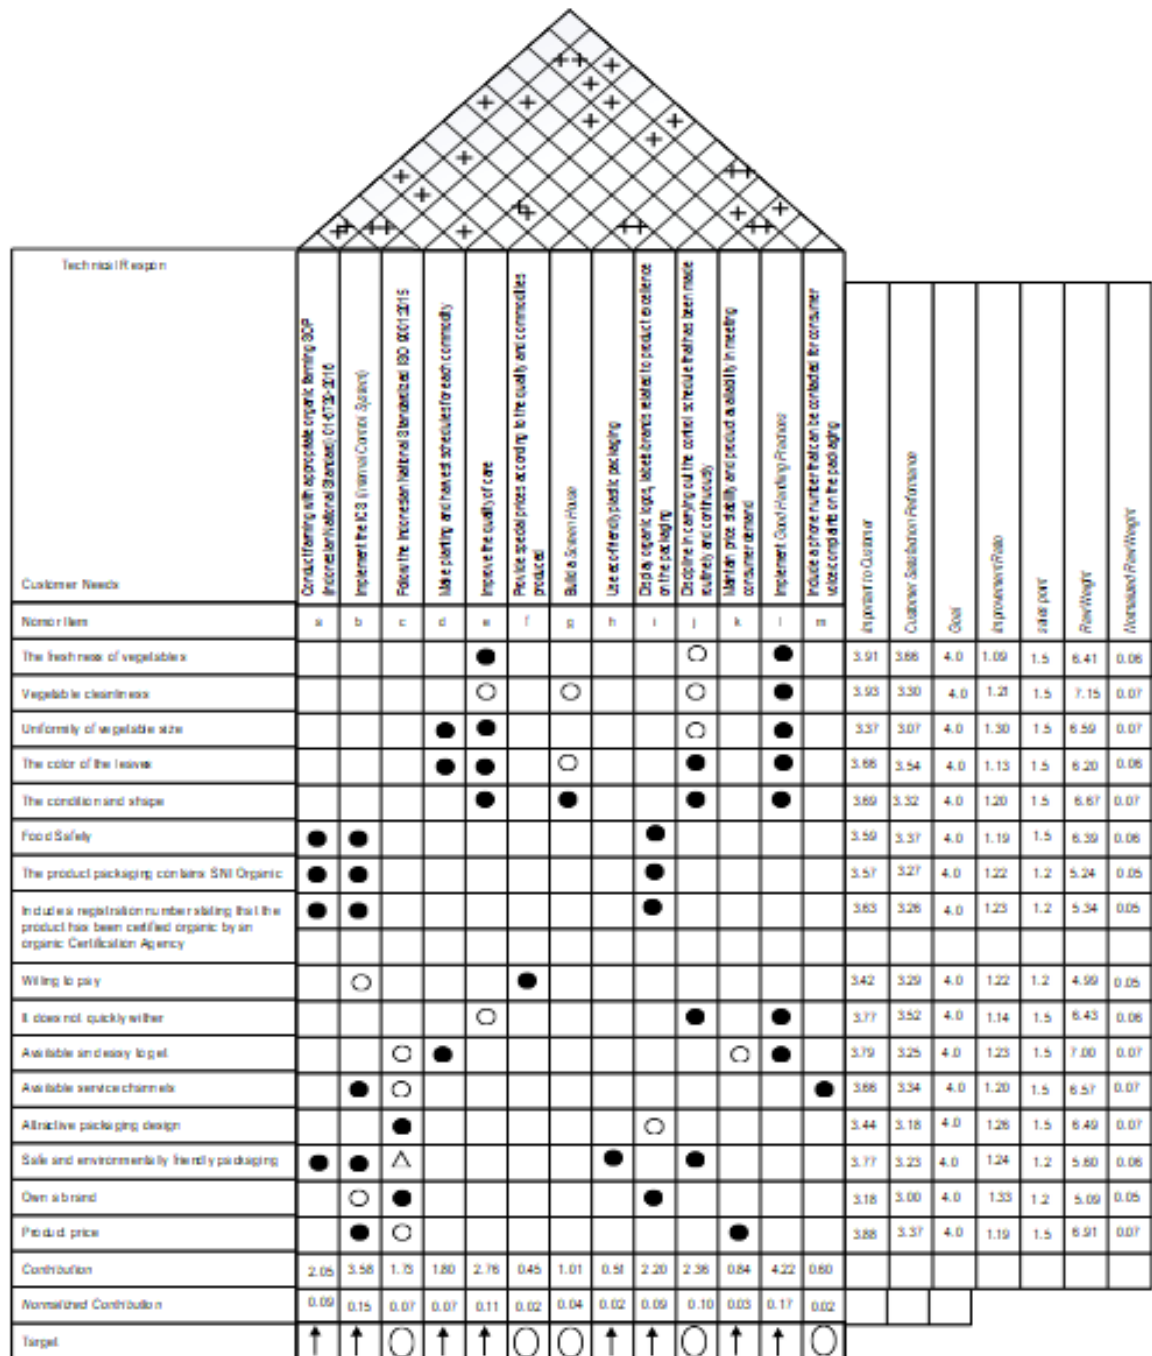 Technical Respon
Customer Needs
Conduct farming with appropriate organic farming SOP
(Indonesian National Standard) 01-6729-2016
Implement the ICS (Internal Control System)
Follow the Indonesian National Standardized ISO 9001:2015
Make planting and harvest schedules for each commodity
Improve the quality of care
Provide special prices according to the quality and commodities
produced
Build a Screen House
Use eco-friendly plastic packaging
Display organic logos, labels-brands related to product excellence
on the packaging
Discipline in carrying out the control schedule that has been made
routinely and continuously
Maintain price stability and product availability in meeting
consumer demand
Implement Good Handling Practices
Include a phone number that can be contacted for consumer
voice complaints on the packaging
Important to Customer
Customer Satisfaction Performance
Goal
Improvement Ratio
sales point
Raw Weight
Normalized Raw Weight
Nomor Item a b c d e f g h i j k l m
The freshness of vegetables 3.91 3.66 4.0 1.09 1.5 6.41 0.06
Vegetable cleanliness 3.93 3.30 4.0 1.21 1.5 7.15 0.07
Uniformity of vegetable size 3.37 3.07 4.0 1.30 1.5 6.59 0.07
The color of the leaves 3.66 3.54 4.0 1.13 1.5 6.20 0.06
The condition and shape 3.69 3.32 4.0 1.20 1.5 6.67 0.07
Food Safety 3.59 3.37 4.0 1.19 1.5 6.39 0.06
The product packaging contains SNI Organic 3.57 3.27 4.0 1.22 1.2 5.24 0.05
Includes a registration number stating that the 3.63 3.26 4.0 1.23 1.2 5.34 0.05
product has been certified organic by an
organic Certification Agency
Willing to pay 3.42 3.29 4.0 1.22 1.2 4.99 0.05
It does not quickly wither 3.77 3.52 4.0 1.14 1.5 6.43 0.06
Available and easy to get 3.79 3.25 4.0 1.23 1.5 7.00 0.07
Available service channels 3.66 3.34 4.0 1.20 1.5 6.57 0.07
Attractive packaging design 3.44 3.18 4.0 1.26 1.5 6.49 0.07
Safe and environmentally friendly packaging 3.77 3.23 4.0 1.24 1.2 5.60 0.06
Own a brand 3.18 3.00 4.0 1.33 1.2 5.09 0.05
Product price 3.88 3.37 4.0 1.19 1.5 6.91 0.07
Contribution 2.05 3.58 1.73 1.80 2.76 0.45 1.01 0.51 2.20 2.36 0.84 4.22 0.60
Normalized Contribution 0.09 0.15 0.07 0.07 0.11 0.02 0.04 0.02 0.09 0.10 0.03 0.17 0.02
Target